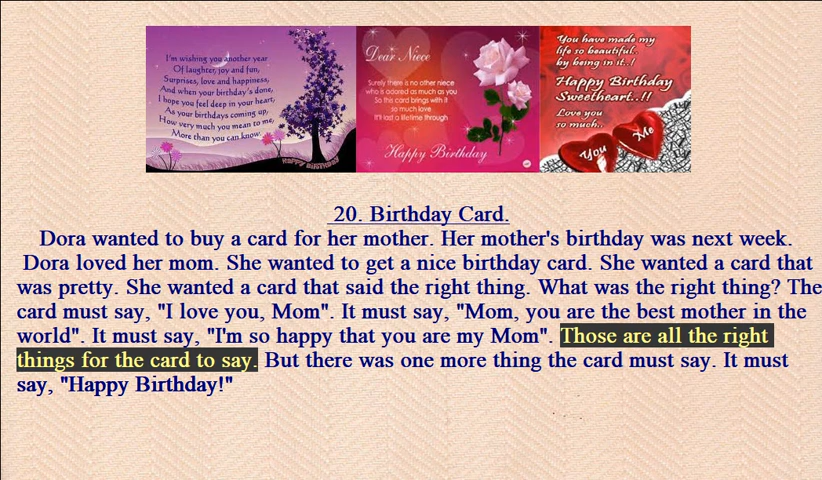 I'm wishing you another year
Of laughter, joy and fun,
Surprises, love and happiness,
And when your birthday's done,
I hope you feel deep in your heart,
As your birthdays coming up,
How very much you mean to me,
More than you can know.
HAPPY BIRTHDAY
Dear Niece
Surely there is no other niece
who is adored as much as you
So this card brings with it
so much love
It'll last a lifetime through
Happy Birthday
You have made my
life so beautiful..
by being in it..!
Happy Birthday
Sweetheart..!!
Love you
so much..
You Me
20. Birthday Card.
Dora wanted to buy a card for her mother. Her mother's birthday was next week.
Dora loved her mom. She wanted to get a nice birthday card. She wanted a card that
was pretty. She wanted a card that said the right thing. What was the right thing? The
card must say, "I love you, Mom". It must say, "Mom, you are the best mother in the
world". It must say, "I'm so happy that you are my Mom". Those are all the right
things for the card to say. But there was one more thing the card must say. It must
say, "Happy Birthday!"